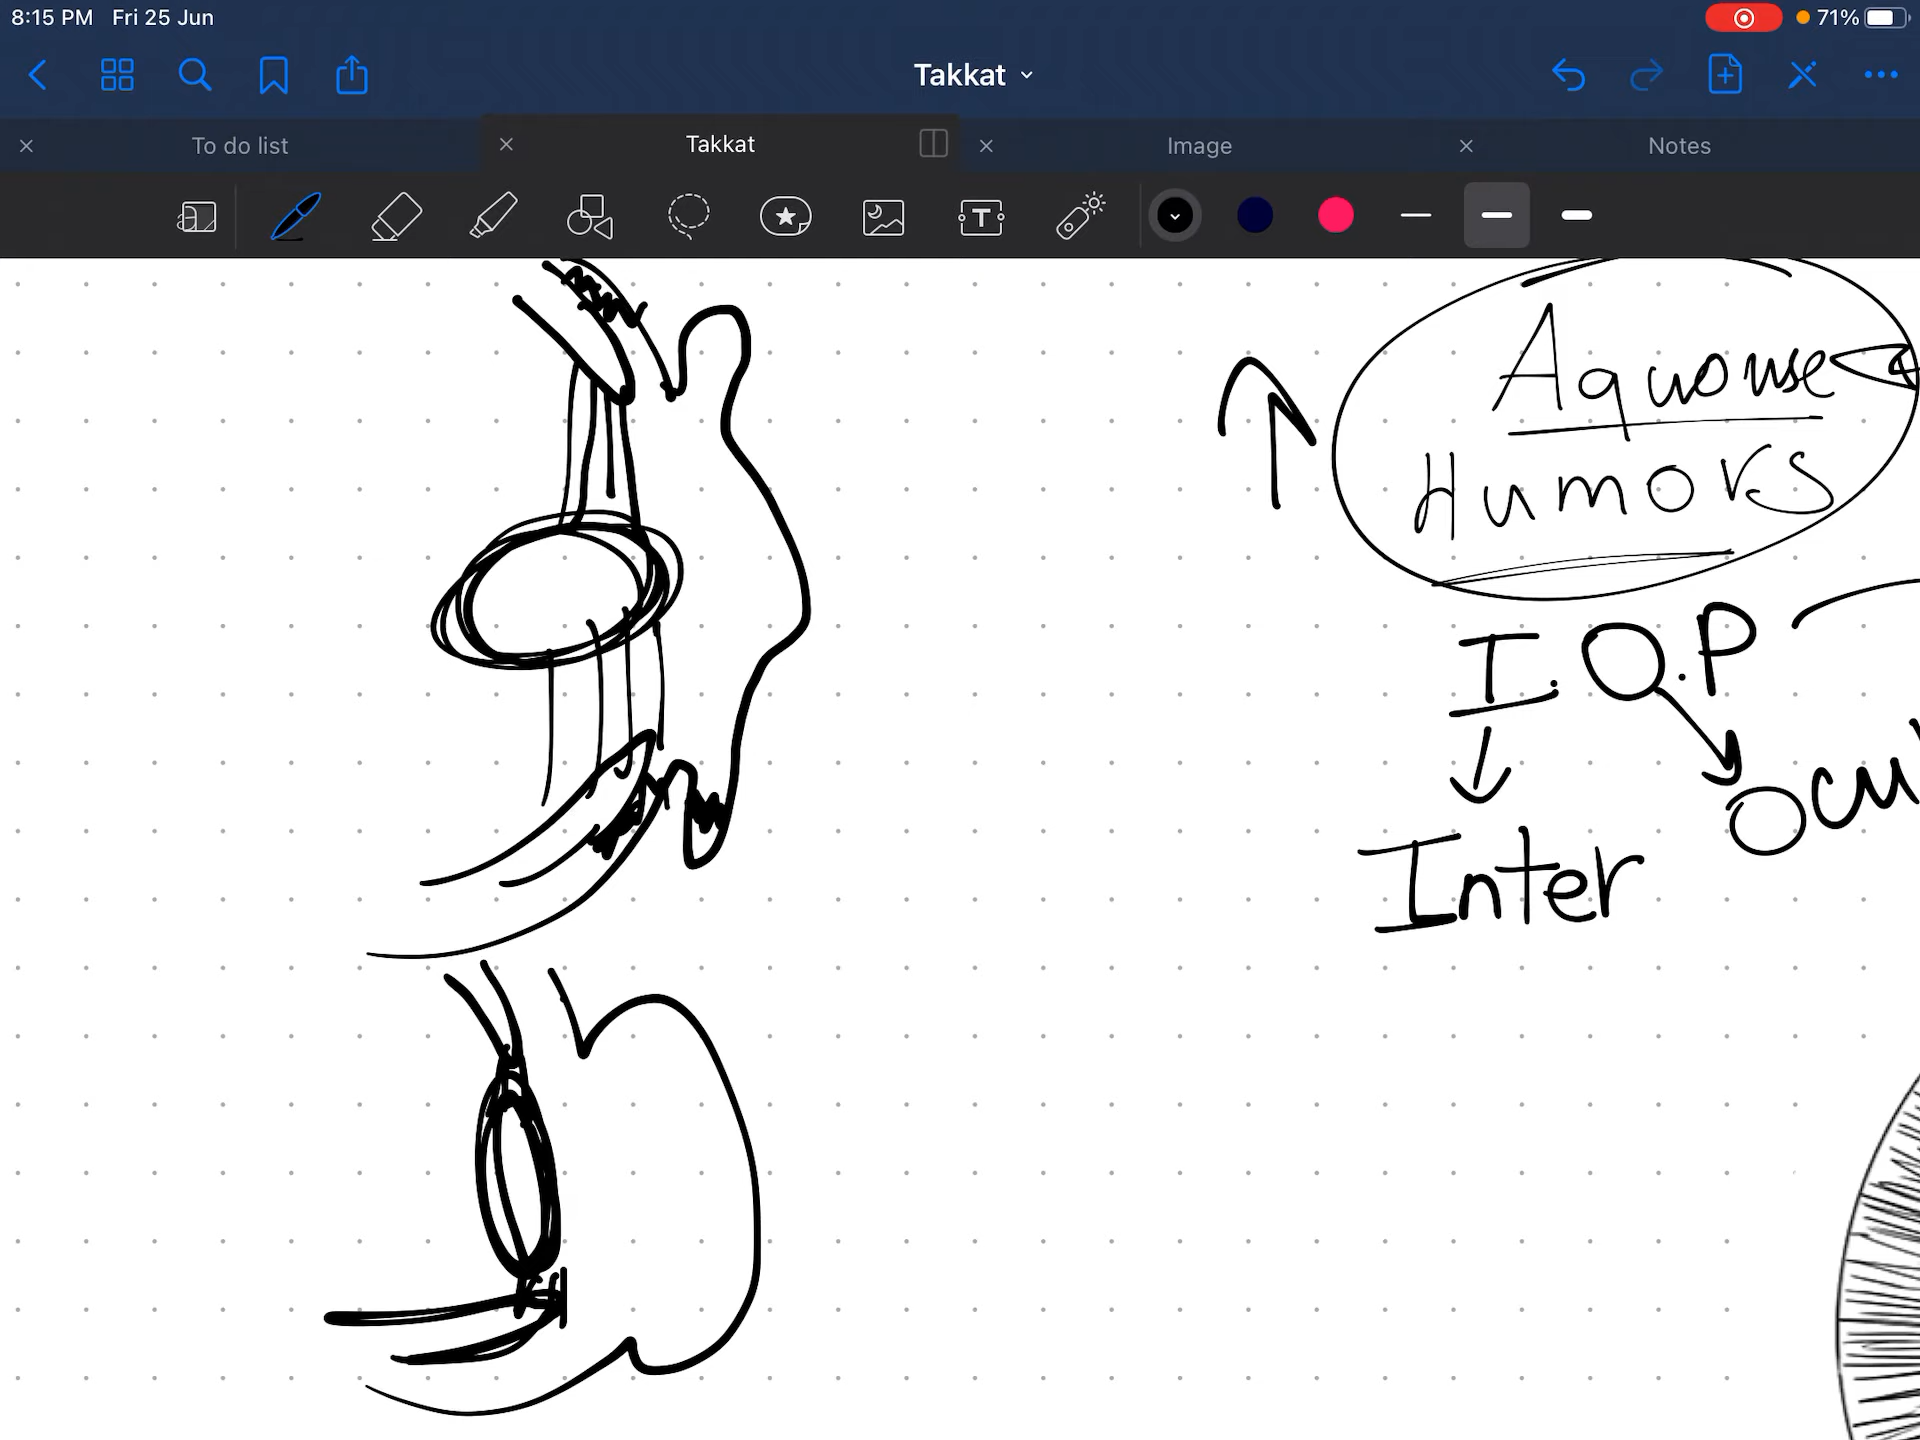 8:15 PM Fri 25 Jun 71%
Takkat
To do list Takkat Image Notes
Aquouse
Humors
I.O.P
Inter